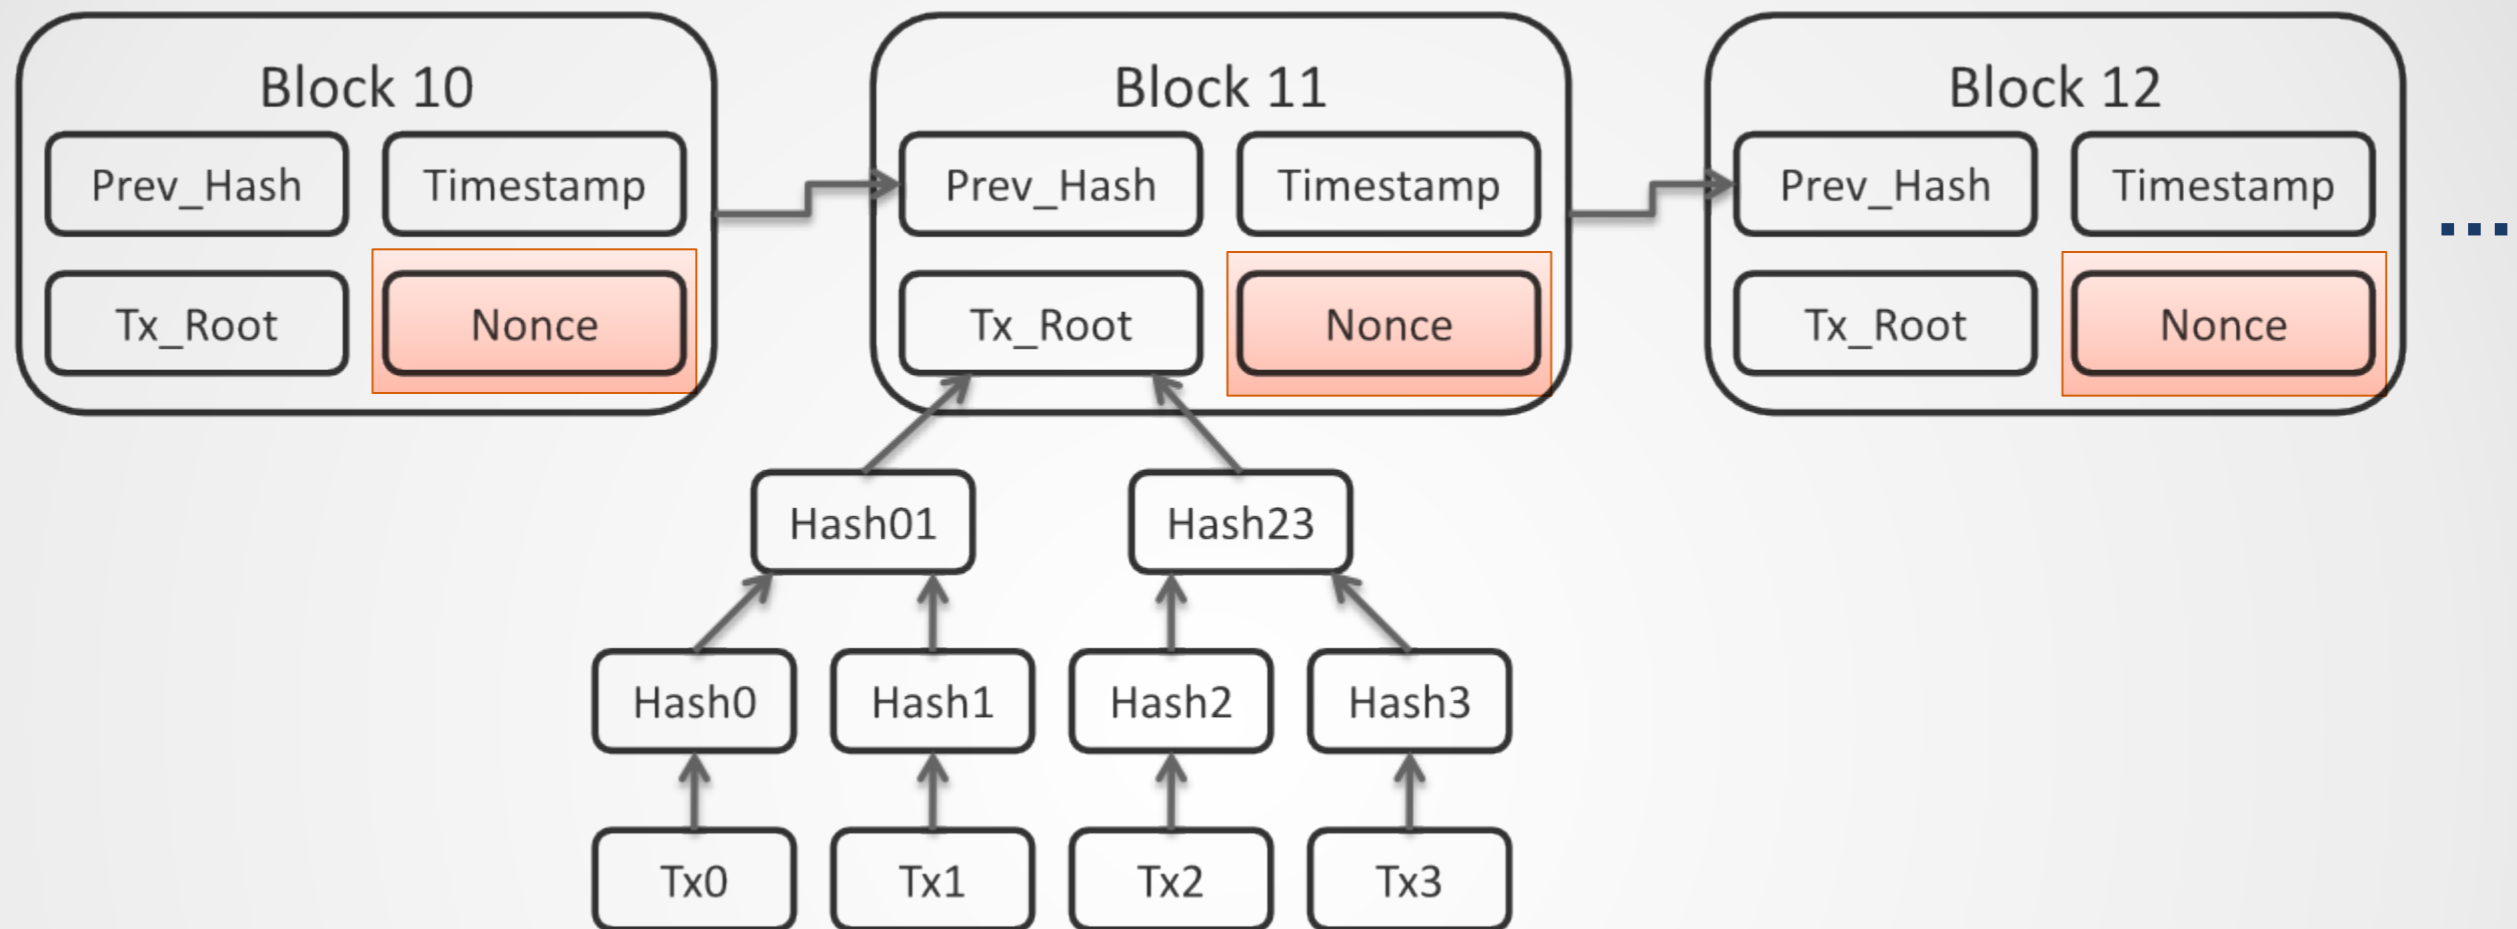 Block 10
Block 11
Block 12
Prev_Hash Timestamp
Prev_Hash Timestamp
Prev_Hash Timestamp
Tx_Root Nonce
Tx_Root Nonce
Tx_Root Nonce
...
Hash01
Hash23
Hash0
Hash1
Hash2
Hash3
Tx0
Tx1
Tx2
Tx3